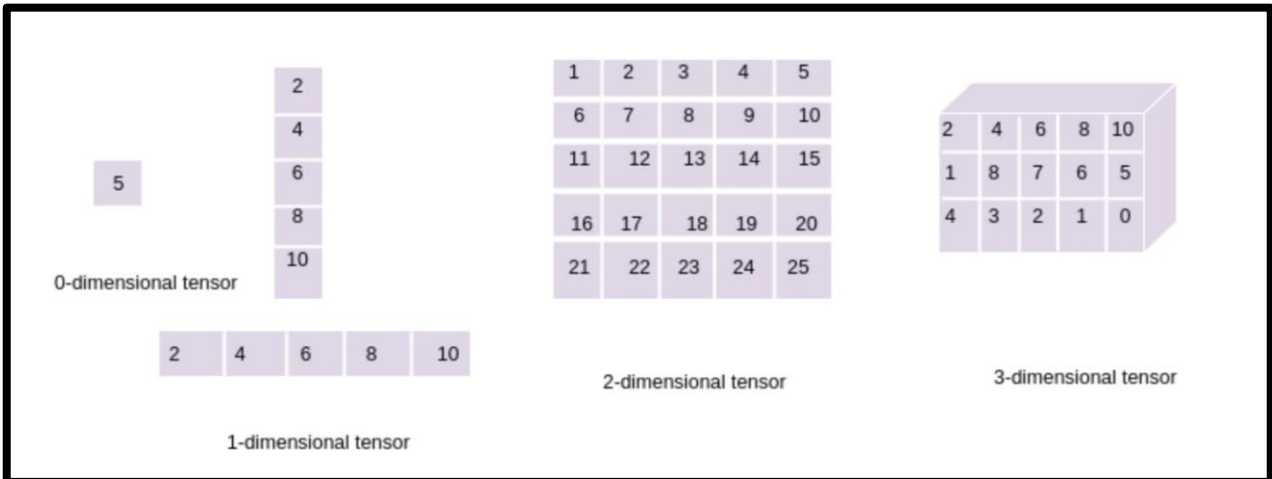 5
0-dimensional tensor
2
4
6
8
10
2 4 6 8 10
1-dimensional tensor
1 2 3 4 5
6 7 8 9 10
11 12 13 14 15
16 17 18 19 20
21 22 23 24 25
2-dimensional tensor
2 4 6 8 10
1 8 7 6 5
4 3 2 1 0
3-dimensional tensor